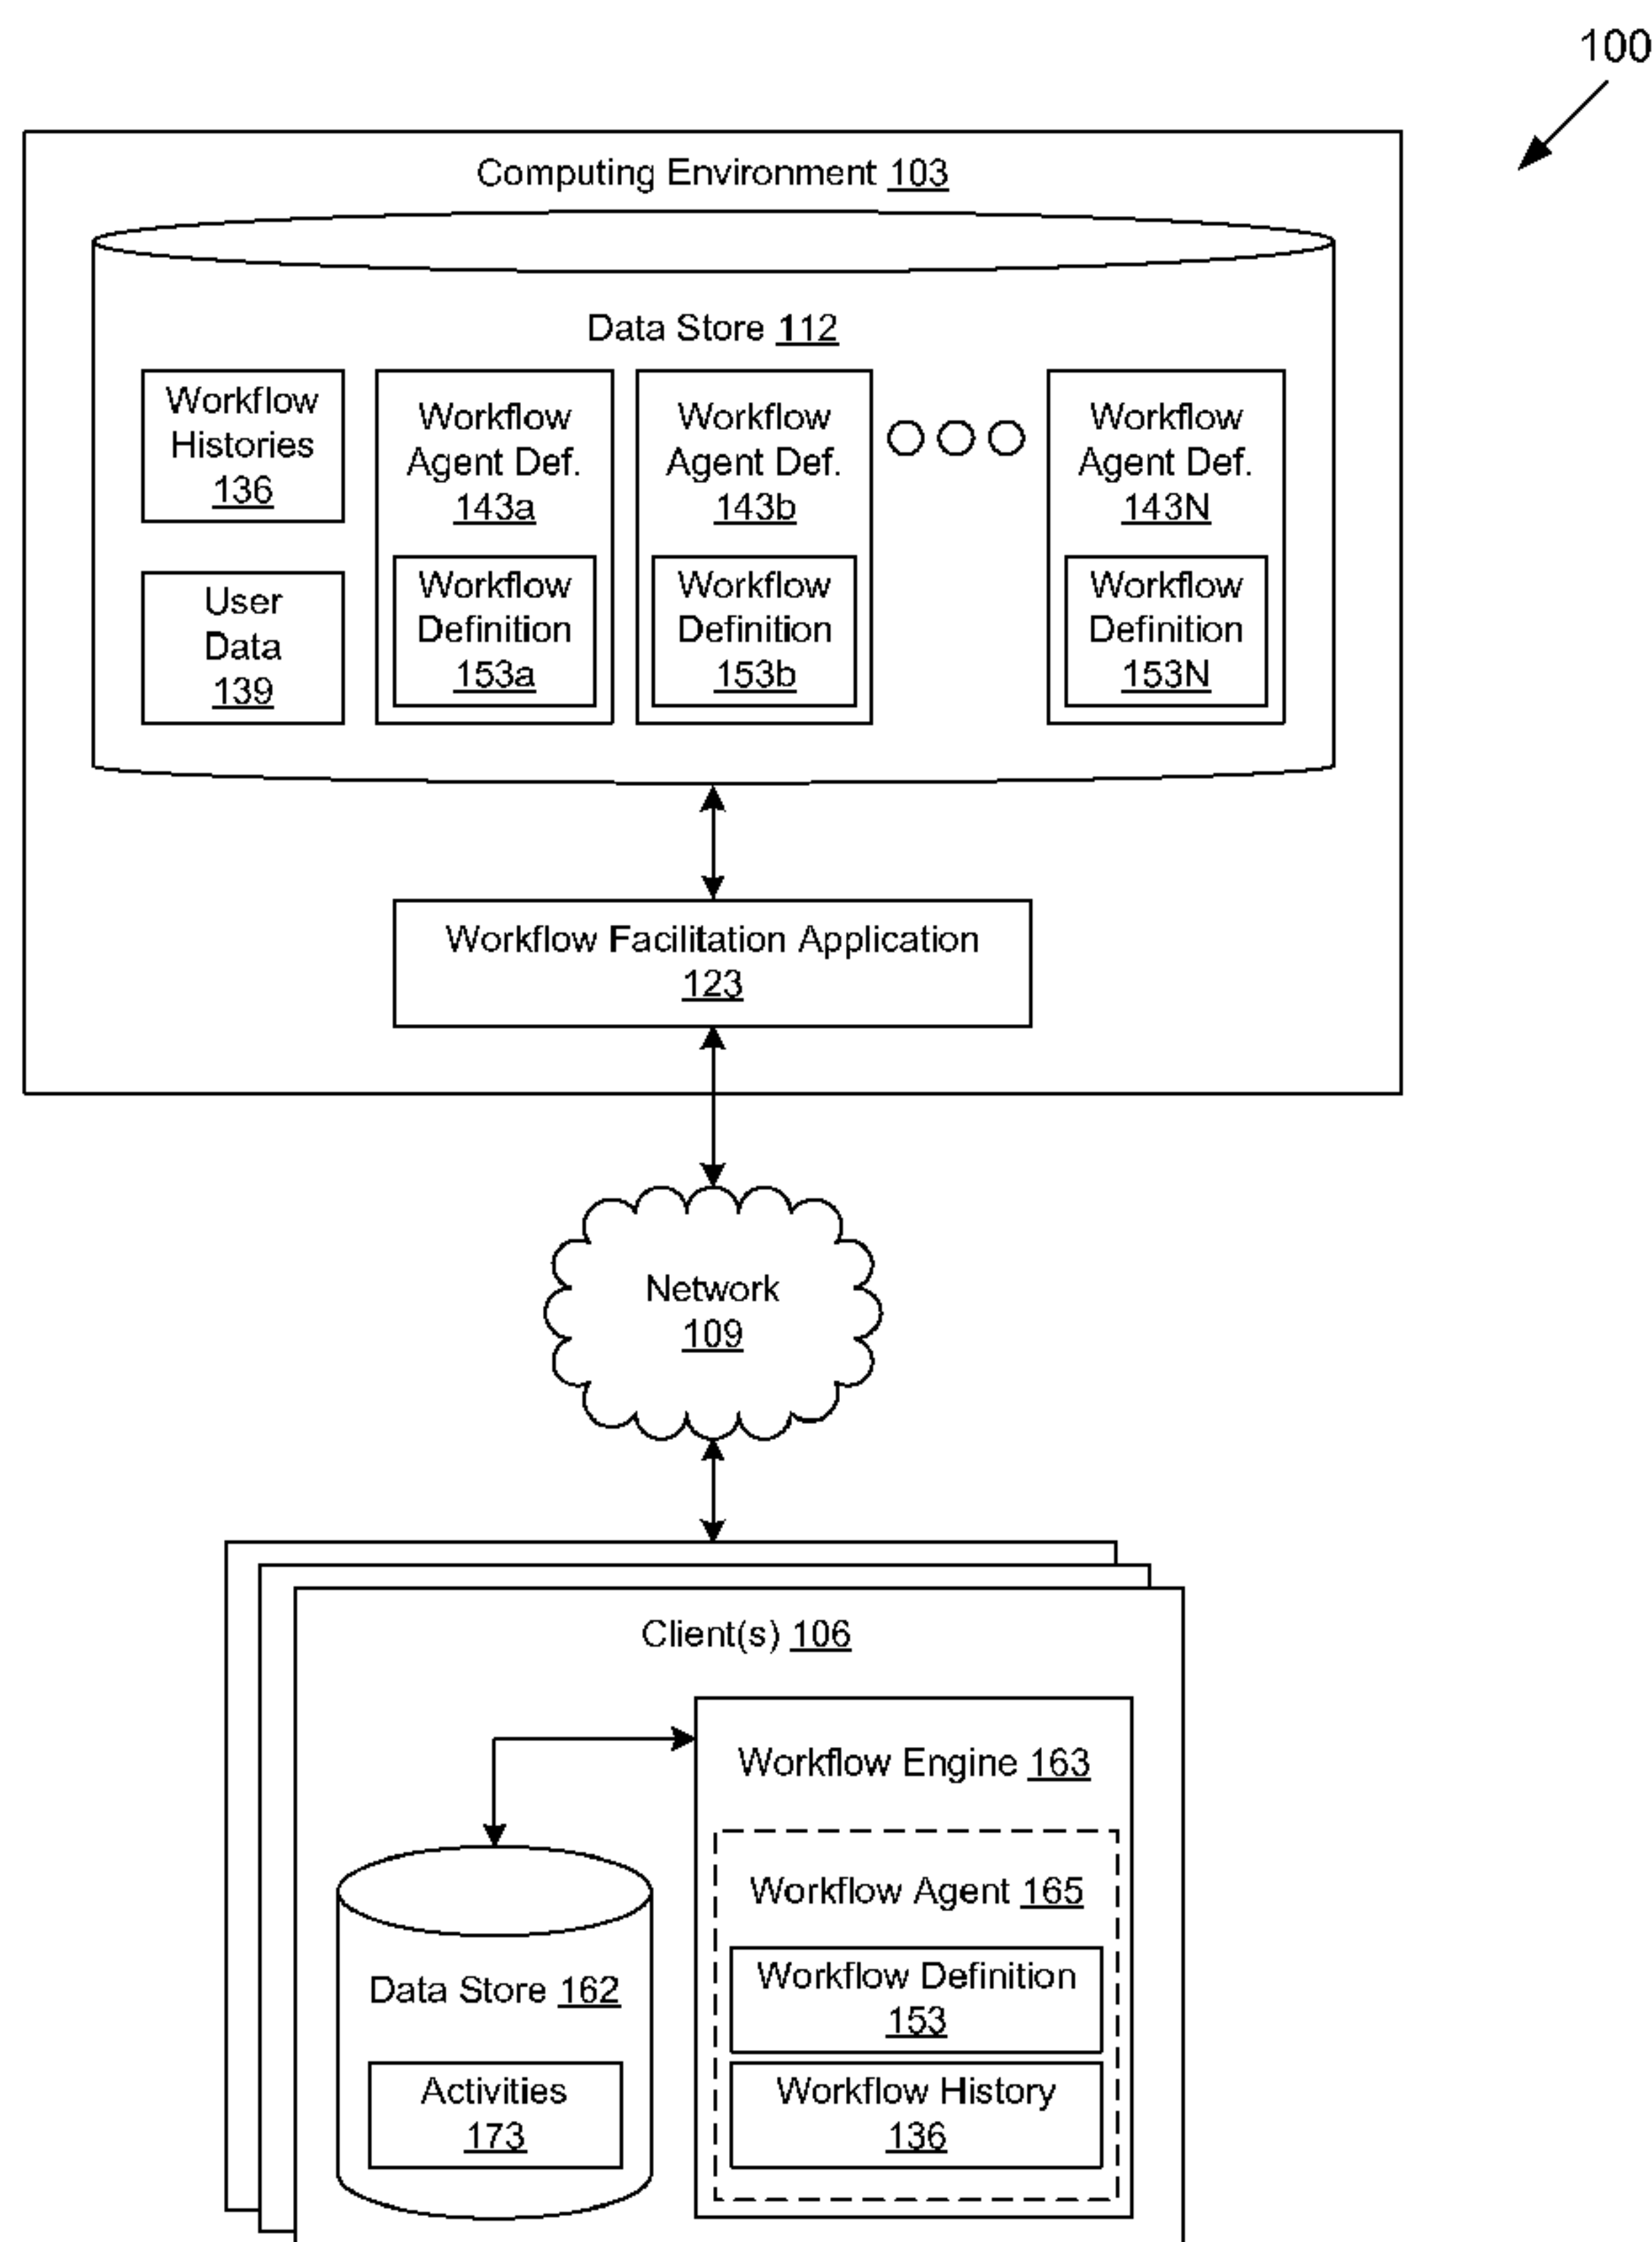 100
Computing Environment 103
Data Store 112
Workflow
Histories
136
User
Data
139
Workflow
Agent Def.
143a
Workflow
Definition
153a
Workflow
Agent Def.
143b
Workflow
Definition
153b
Workflow
Agent Def.
143N
Workflow
Definition
153N
Workflow Facilitation Application
123
Network
109
Client(s) 106
Workflow Engine 163
Workflow Agent 165
Workflow Definition
153
Workflow History
136
Data Store 162
Activities
173